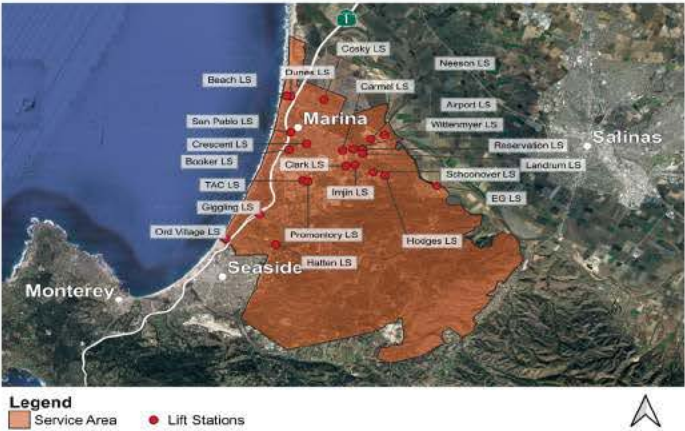 1
Cosky LS
Neeson LS
Dunes LS
Beach LS
Carmel LS
Airport LS
San Pablo LS
Marina
Wittenmyer LS
Salinas
Crescent LS
Reservation LS
Booker LS
Clark LS
Landrum LS
Schoonover LS
TAC LS
Imjin LS
EG LS
Giggling LS
Ord Village LS
Promontory LS
Hodges LS
Hatten LS
Seaside
Monterey
Legend
Service Area
Lift Stations